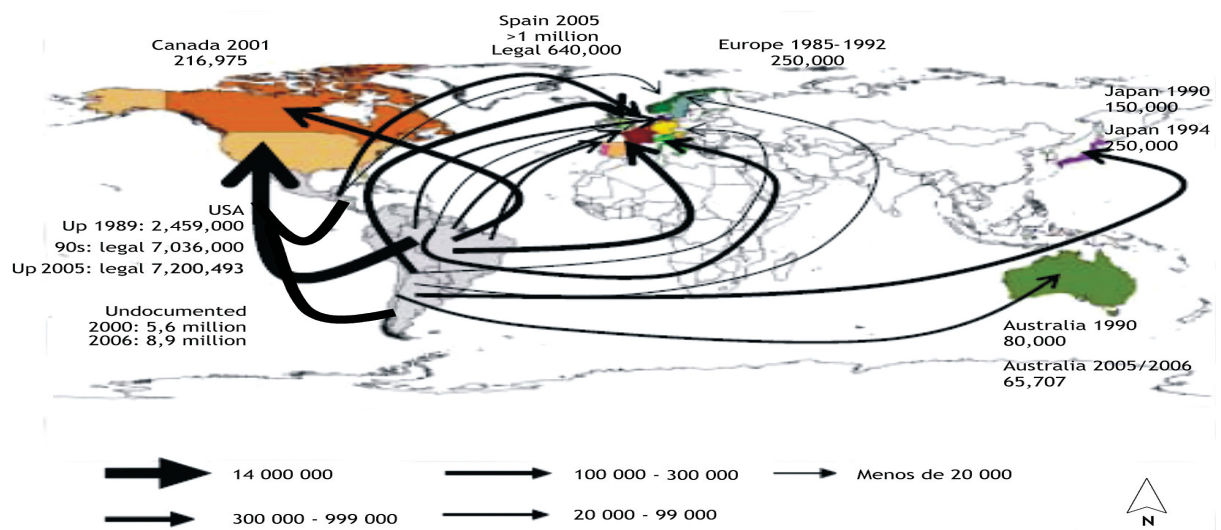 Spain 2005
>1 million
Legal 640,000
Canada 2001
216,975
Europe 1985-1992
250,000
Japan 1990
150,000
Japan 1994
250,000
USA
Up 1989: 2,459,000
90s: legal 7,036,000
Up 2005: legal 7,200,493
Undocumented
2000: 5,6 million
2006: 8,9 million
Australia 1990
80,000
Australia 2005/2006
65,707
14 000 000
100 000 - 300 000
Menos de 20 000
300 000 - 999 000
20 000 - 99 000
N